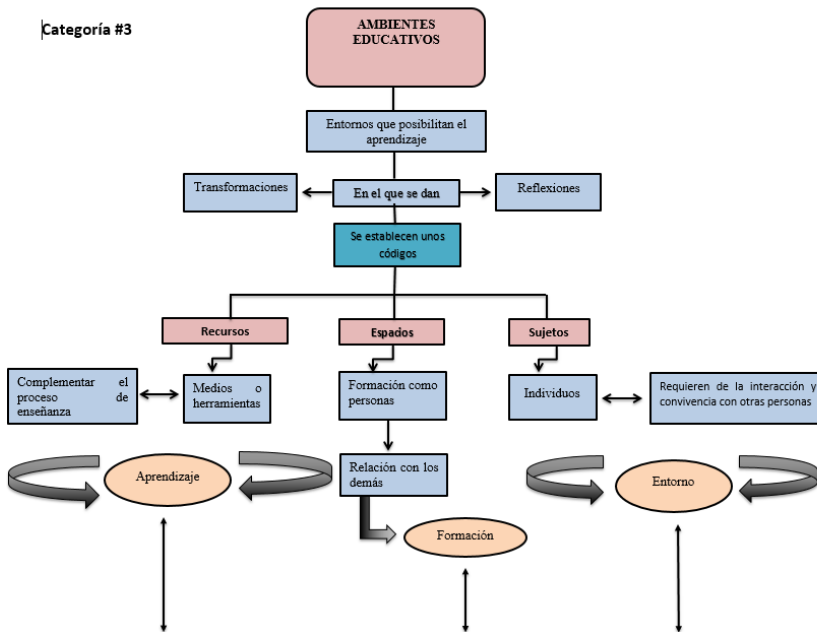 Categoría #3
AMBIENTES
EDUCATIVOS
Entornos que posibilitan el
aprendizaje
Transformaciones
En el que se dan
Reflexiones
Se establecen unos
códigos
Recursos
Espacios
Sujetos
Complementar el
proceso de
enseñanza
Medios o
herramientas
Formación como
personas
Individuos
Requieren de la interacción y
convivencia con otras personas
Relación con los
demás
Aprendizaje
Entorno
Formación